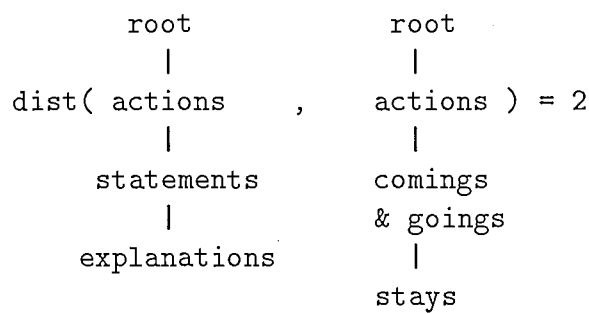 root root
| |
dist( actions , actions ) = 2
| |
statements comings
| & goings
explanations |
stays